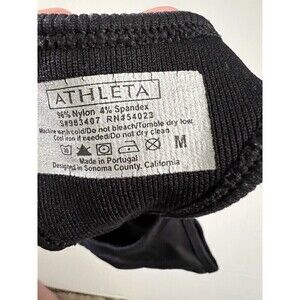 ATHLETA
96% Nylon 4% Spandex
S#983407 RN#54023
Machine wash cold/Do not bleach/Tumble dry low
Cool iron if needed/Do not dry clean
M
Made in Portugal
Designed in Sonoma County, California